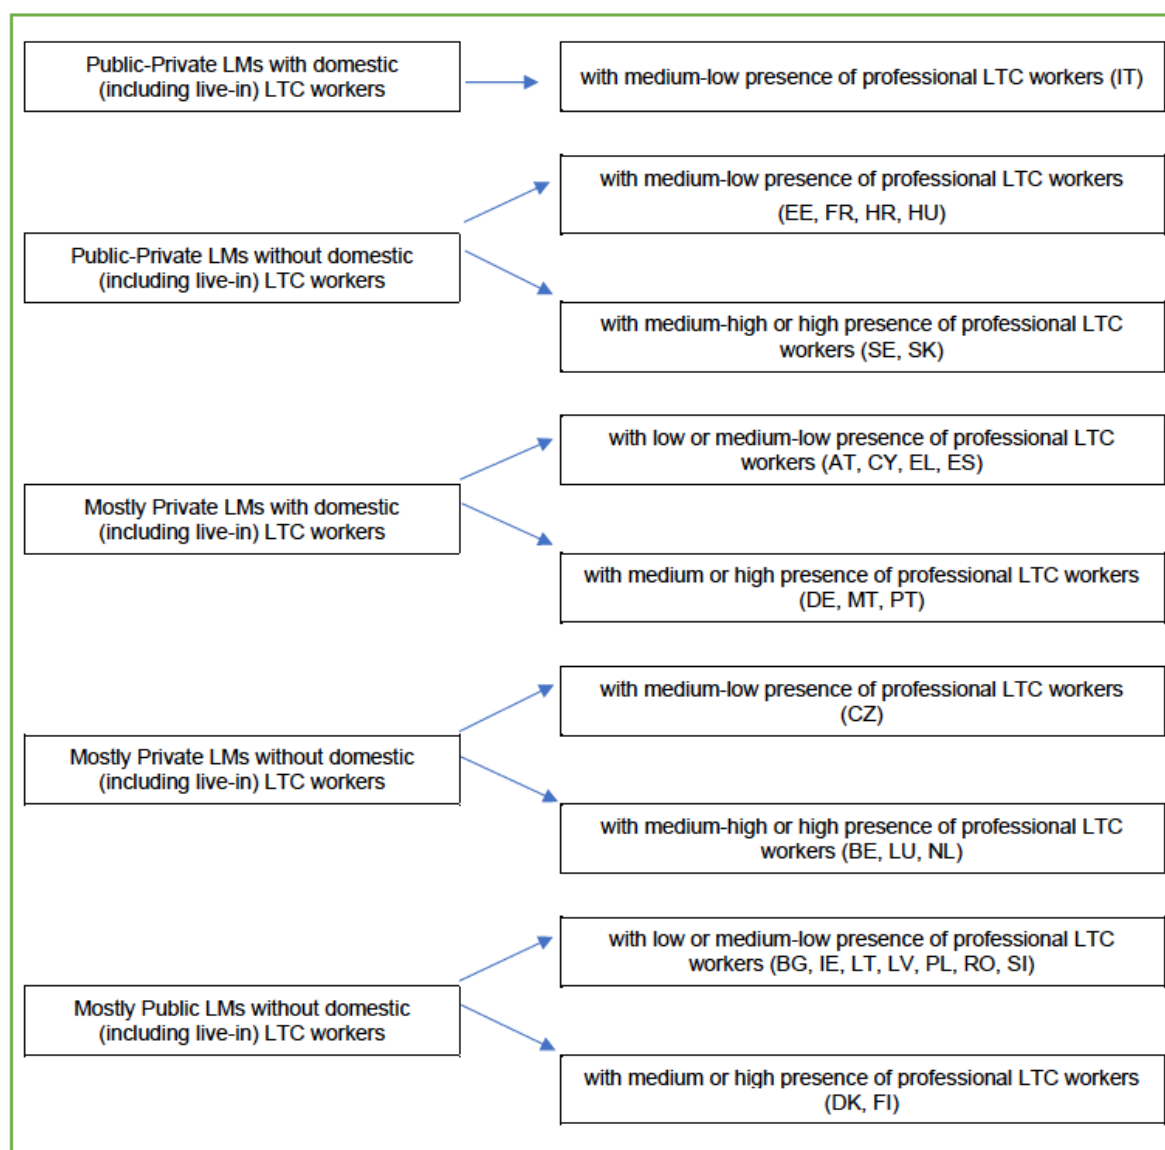 Public-Private LMs with domestic
(including live-in) LTC workers
with medium-low presence of professional LTC workers (IT)
Public-Private LMs without domestic
(including live-in) LTC workers
with medium-low presence of professional LTC workers
(EE, FR, HR, HU)
with medium-high or high presence of professional LTC
workers (SE, SK)
Mostly Private LMs with domestic
(including live-in) LTC workers
with low or medium-low presence of professional LTC
workers (AT, CY, EL, ES)
with medium or high presence of professional LTC workers
(DE, MT, PT)
Mostly Private LMs without domestic
(including live-in) LTC workers
with medium-low presence of professional LTC workers
(CZ)
with medium-high or high presence of professional LTC
workers (BE, LU, NL)
Mostly Public LMs without domestic
(including live-in) LTC workers
with low or medium-low presence of professional LTC
workers (BG, IE, LT, LV, PL, RO, SI)
with medium or high presence of professional LTC workers
(DK, FI)